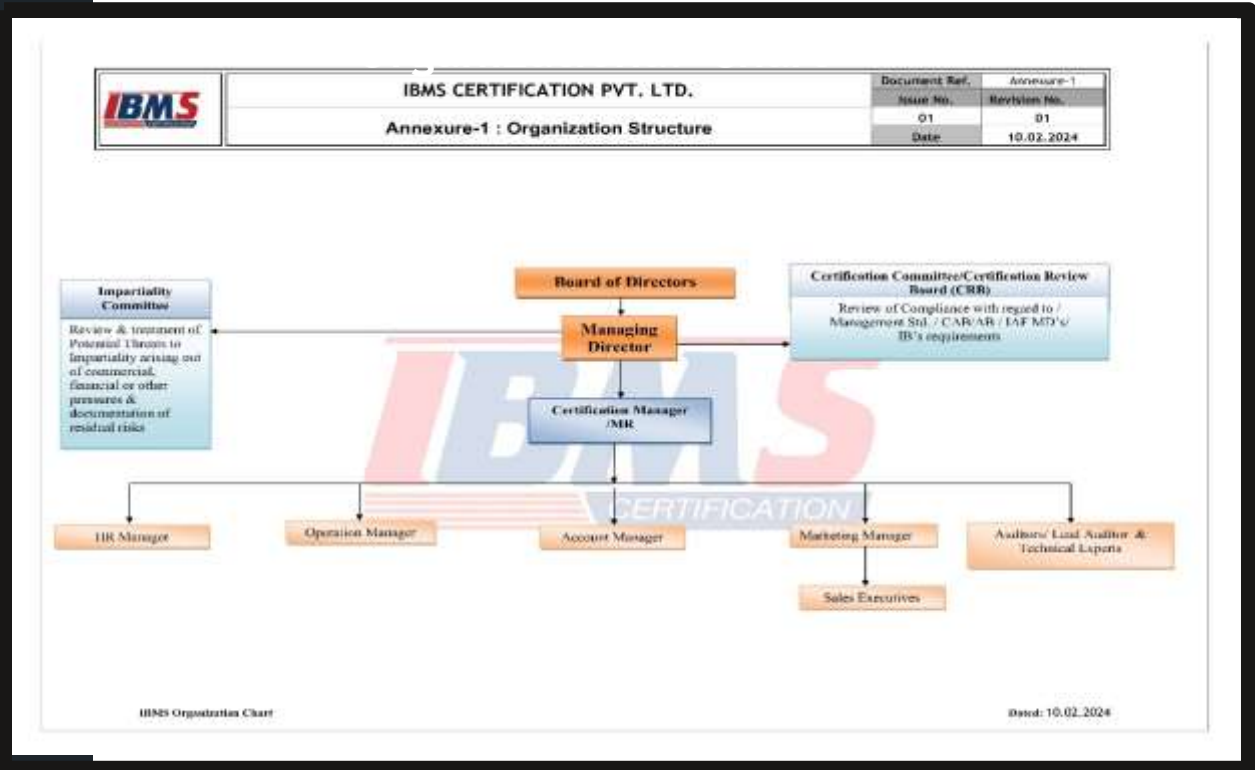 IBMS
IBMS CERTIFICATION PVT. LTD.
Annexure-1 : Organization Structure
Document Ref. Annexure-1
Issue No. Revision No.
01 01
Date 10.02.2024
Board of Directors
Managing
Director
Impartiality
Committee
Review & treatment of
Potential Threats to
Impartiality arising out
of commercial,
financial or other
pressures &
documentation of
residual risks
Certification Committee/Certification Review
Board (CRB)
Review of Compliance with regard to /
Management Std. / CAB/AB / IAF MD's/
IB's requirements
Certification Manager
/MR
IBMS
CERTIFICATION
HR Manager
Operation Manager
Account Manager
Marketing Manager
Auditors/ Lead Auditor &
Technical Experts
Sales Executives
IBMS Organization Chart
Dated: 10.02.2024